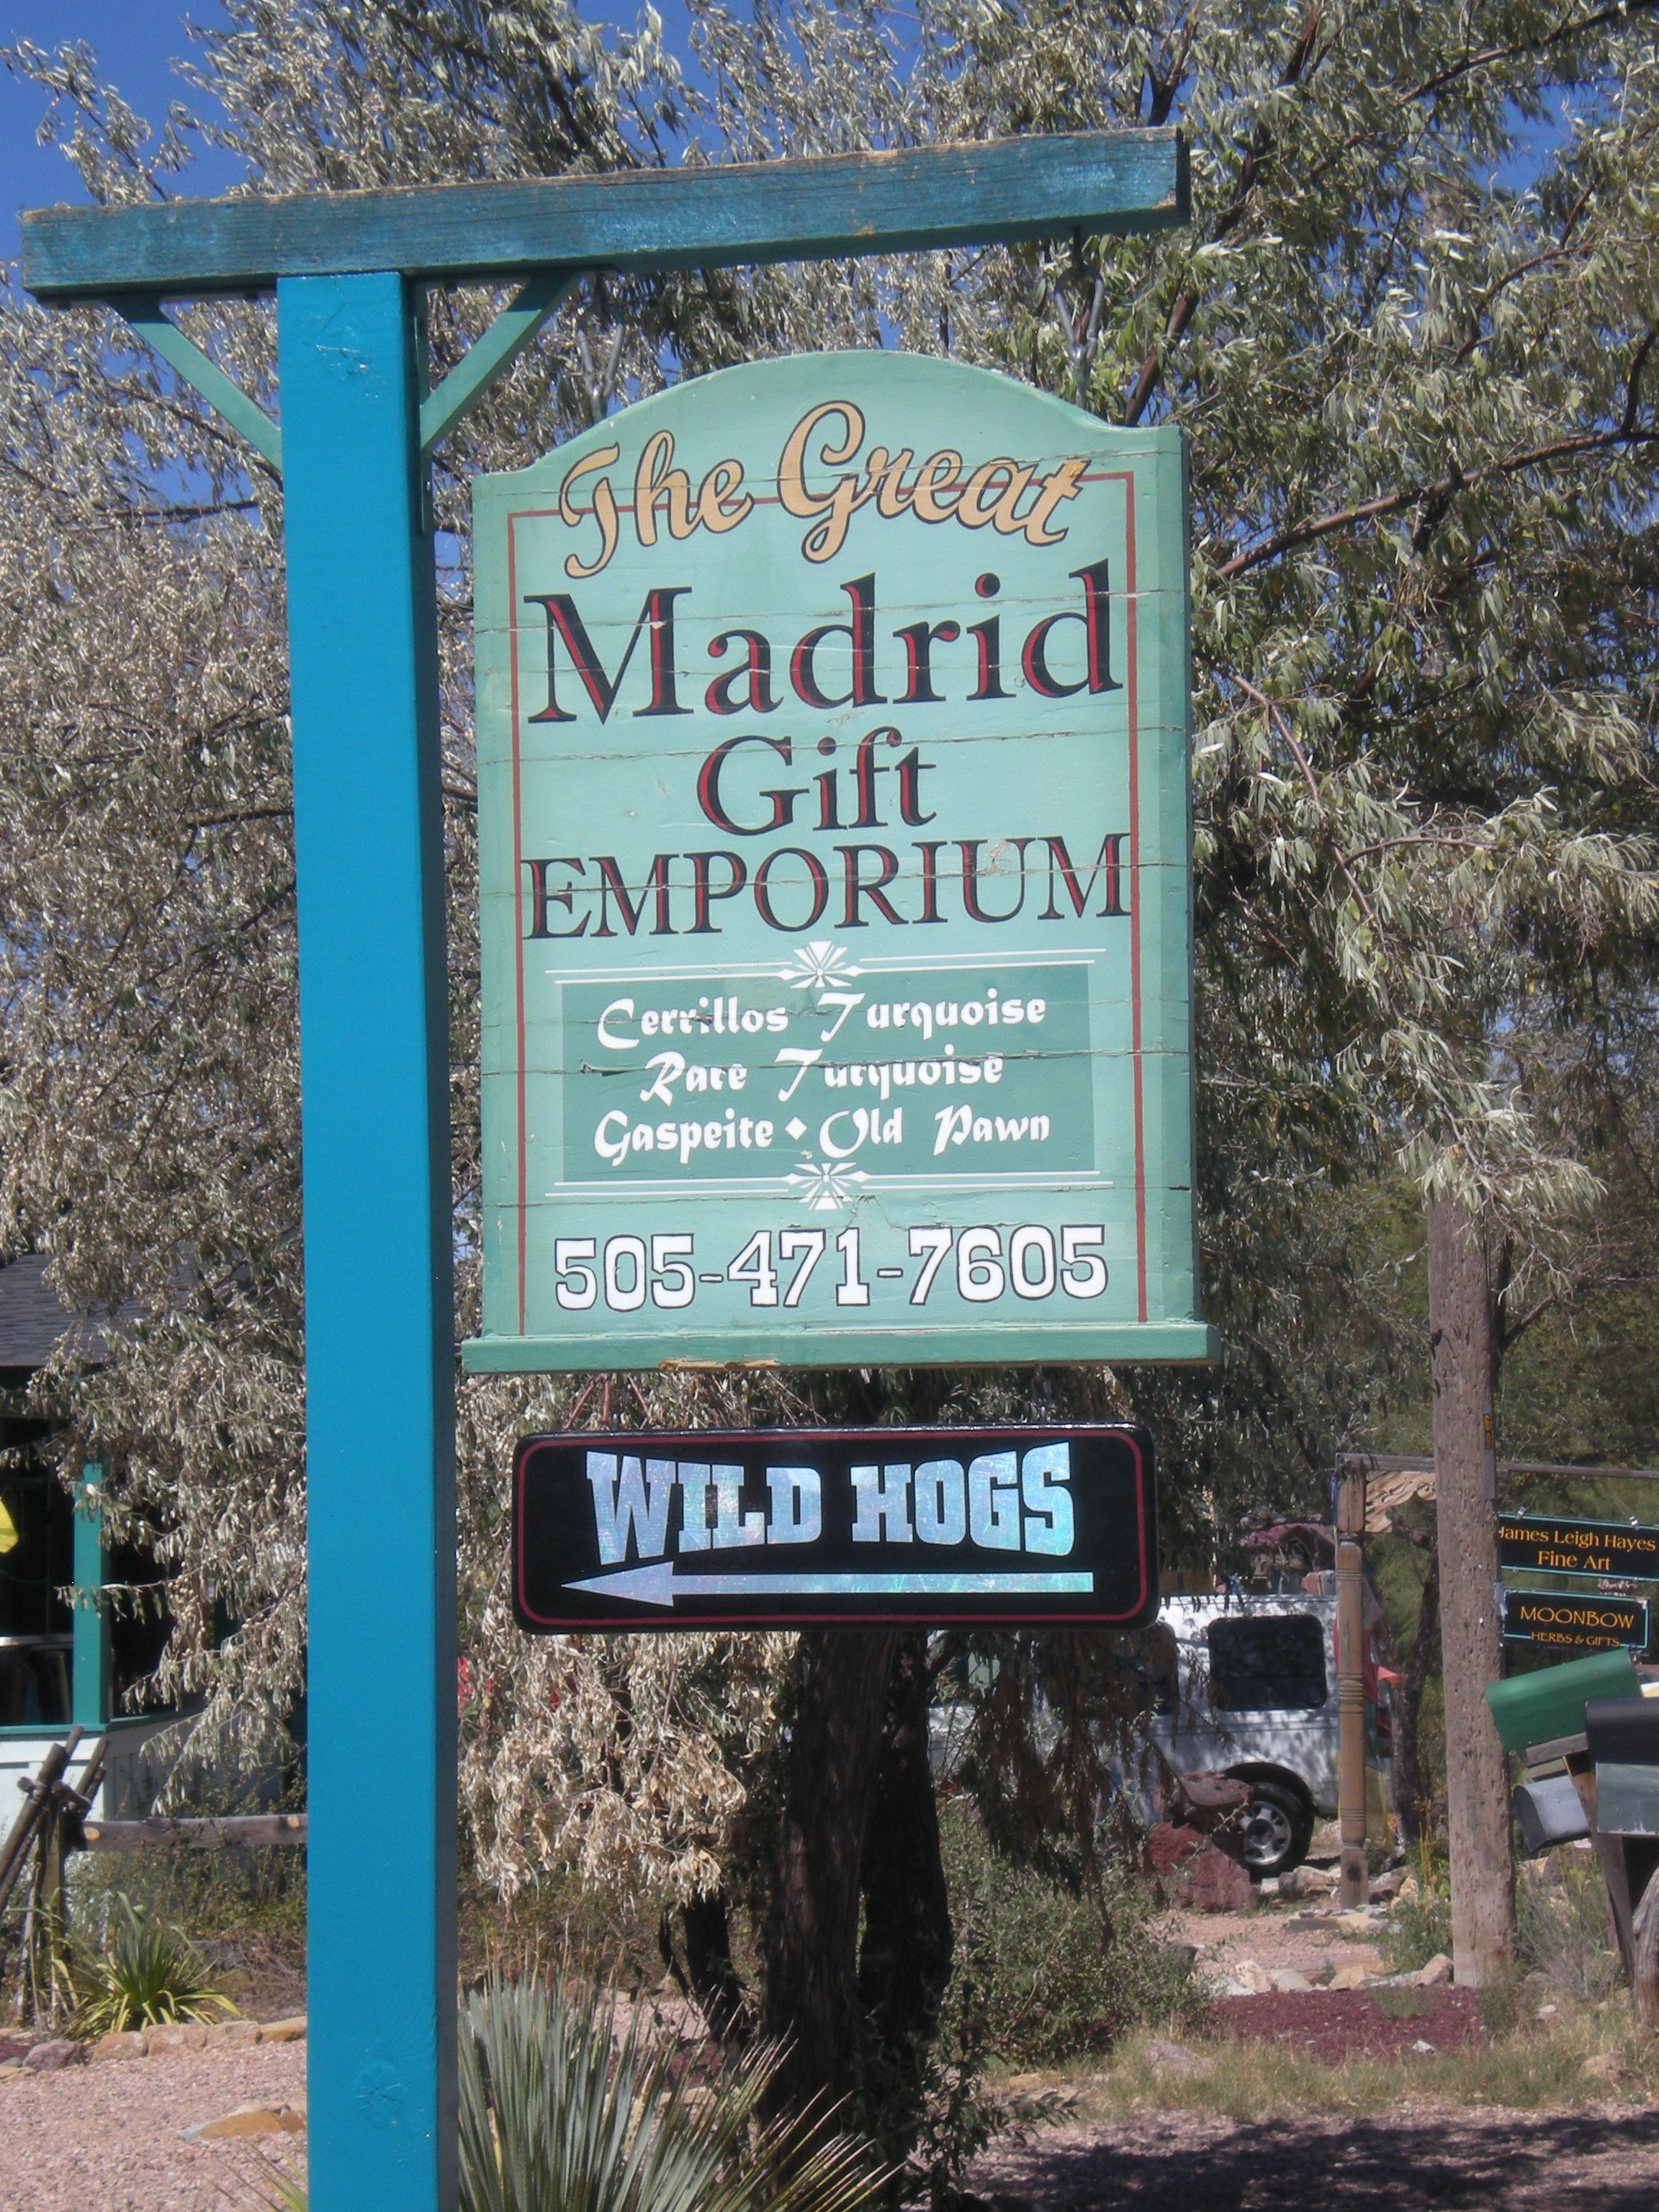 The Great
Madrid
Gift
EMPORIUM
Cerrillos Turquoise
Rare Turquoise
Gaspeite ◆ Old Pawn
505-471-7605
WILD HOGS
James Leigh Hayes
Fine Art
MOONBOW
HERBS & GIFTS